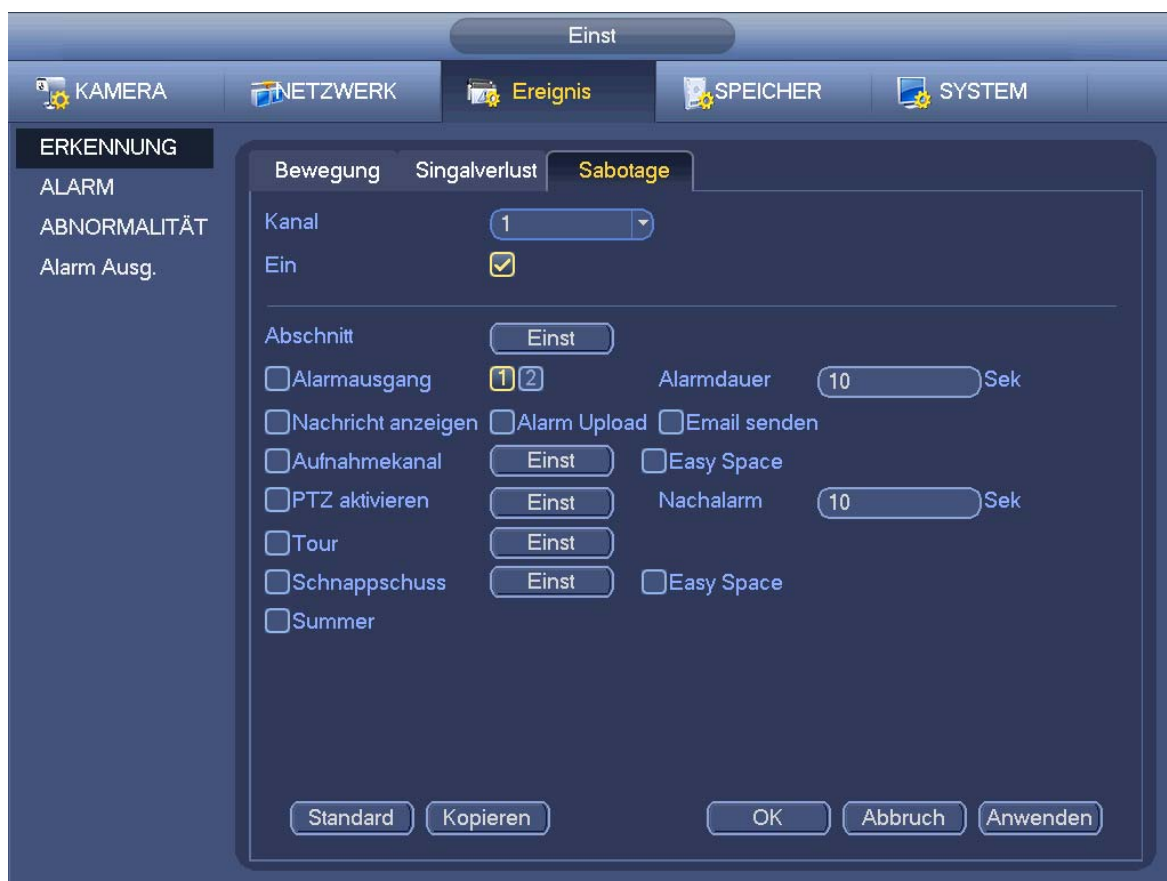 Einst
KAMERA NETZWERK Ereignis SPEICHER SYSTEM
ERKENNUNG
ALARM
ABNORMALITÄT
Alarm Ausg.
Bewegung Singalverlust Sabotage
Kanal 1
Ein
Abschnitt Einst
Alarmausgang 1 2 Alarmdauer 10 Sek
Nachricht anzeigen Alarm Upload Email senden
Aufnahmekanal Einst Easy Space
PTZ aktivieren Einst Nachalarm 10 Sek
Tour Einst
Schnappschuss Einst Easy Space
Summer
Standard Kopieren OK Abbruch Anwenden